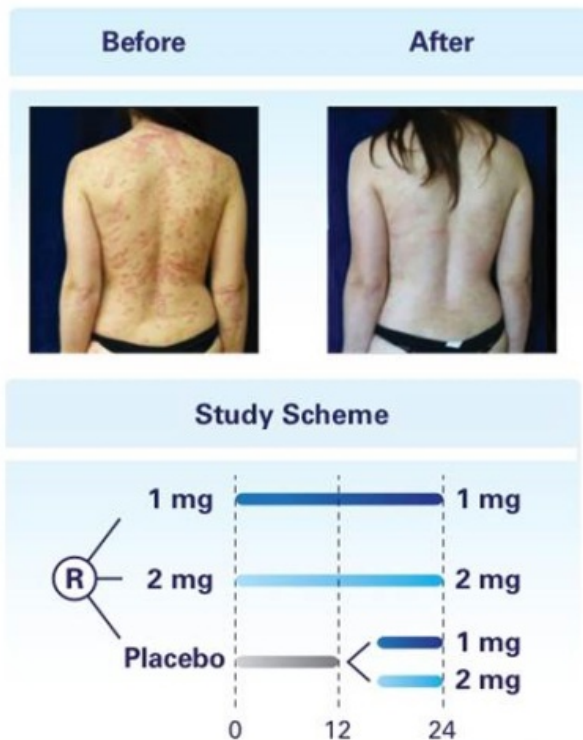 Before After
Study Scheme
1 mg 1 mg
R 2 mg 2 mg
1 mg
Placebo
2 mg
0 12 24